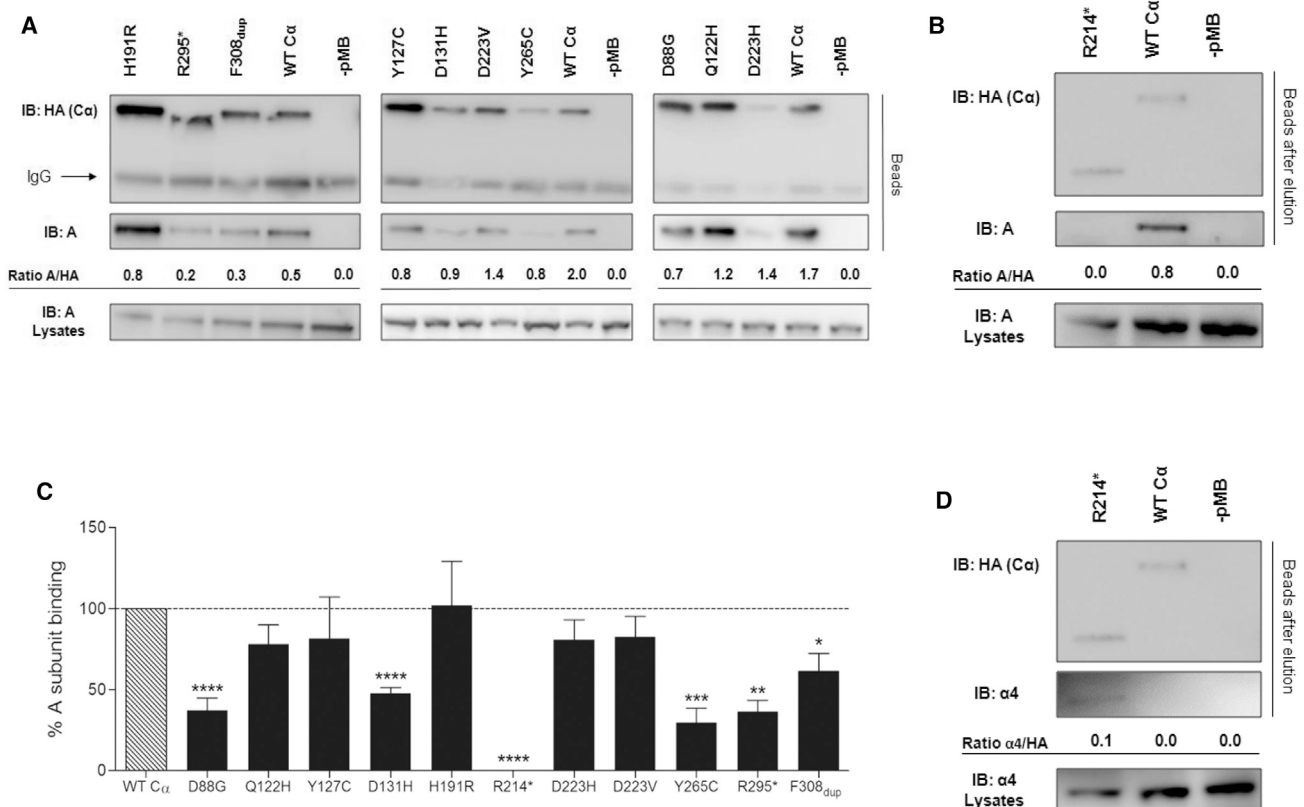 A
H191R R295* F308dup WT Cα -pMB
Y127C D131H D223V Y265C WT Cα -pMB
D88G Q122H D223H WT Cα -pMB
IB: HA (Cα)
IgG
IB: A
Beads
Ratio A/HA 0.8 0.2 0.3 0.5 0.0 0.8 0.9 1.4 0.8 2.0 0.0 0.7 1.2 1.4 1.7 0.0
IB: A
Lysates
B
R214* WT Cα -pMB
IB: HA (Cα)
IB: A
Beads after elution
Ratio A/HA 0.0 0.8 0.0
IB: A
Lysates
C
% A subunit binding
150
100
50
0
**** **** **** *** ** *
WT Cα D88G Q122H Y127C D131H H191R R214* D223H D223V Y265C R295* F308dup
D
R214* WT Cα -pMB
IB: HA (Cα)
IB: α4
Beads after elution
Ratio α4/HA 0.1 0.0 0.0
IB: α4
Lysates